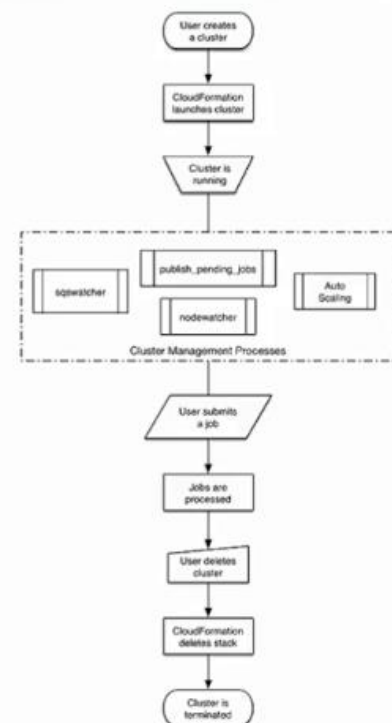 User creates
a cluster
CloudFormation
launches cluster
Cluster is
running
publish_pending_jobs
sqswatcher
Auto
Scaling
nodewatcher
Cluster Management Processes
User submits
a job
Jobs are
processed
User deletes
cluster
CloudFormation
deletes stack
Cluster is
terminated